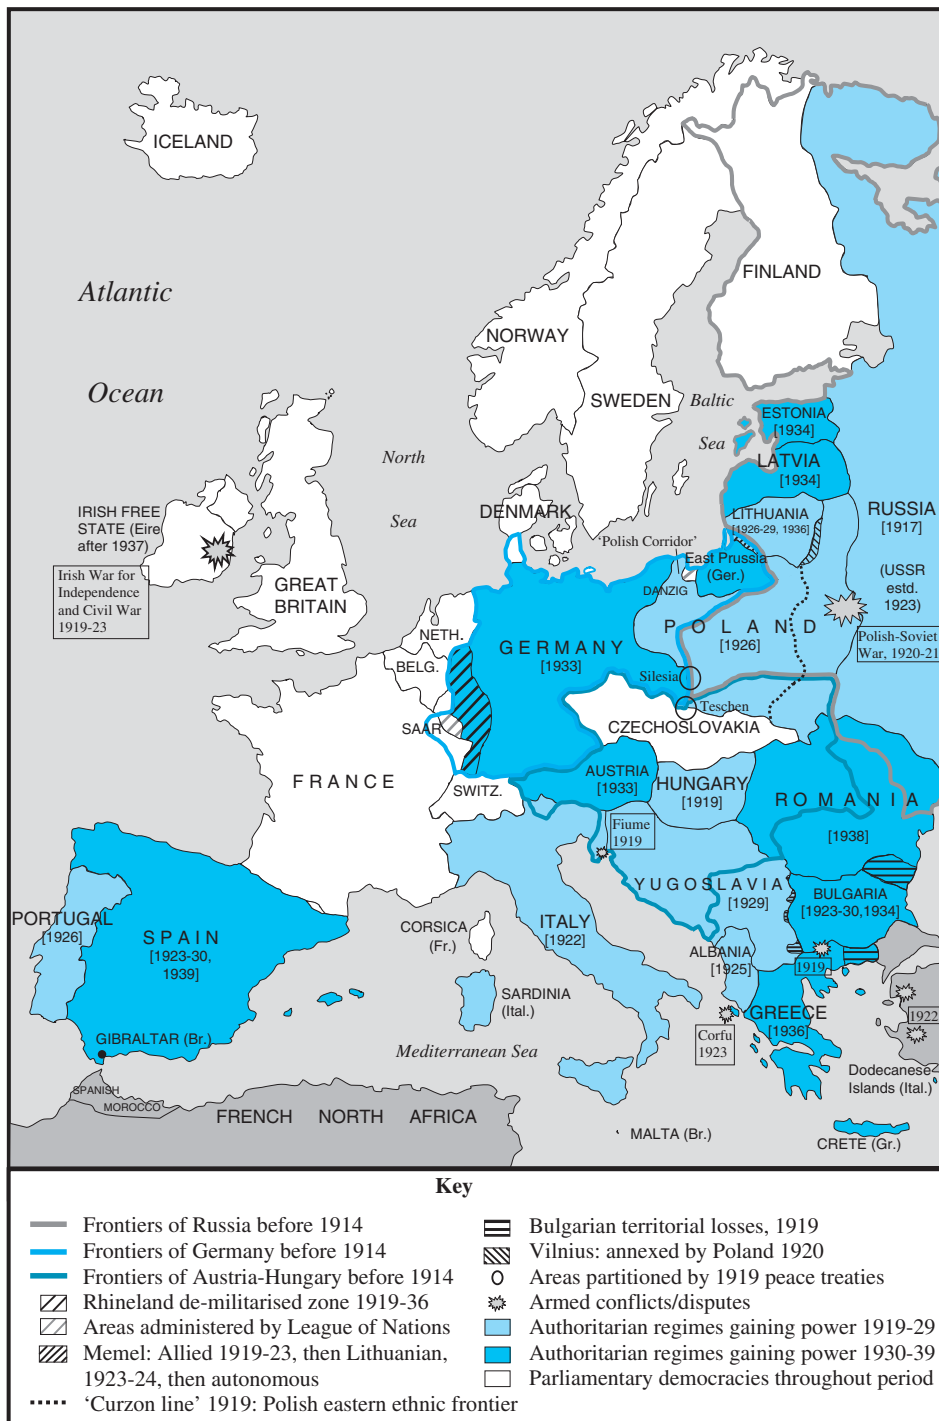 ICELAND
Atlantic
Ocean
NORWAY
SWEDEN
FINLAND
Baltic
Sea
North
Sea
ESTONIA
[1934]
LATVIA
[1934]
LITHUANIA
[1926-29, 1936]
RUSSIA
[1917]
(USSR
estd.
1923)
DENMARK
IRISH FREE
STATE (Eire
after 1937)
Irish War for
Independence
and Civil War
1919-23
GREAT
BRITAIN
'Polish Corridor'
East Prussia
(Ger.)
DANZIG
POLAND
[1926]
Polish-Soviet
War, 1920-21
NETH.
BELG.
GERMANY
[1933]
Silesia
Teschen
SAAR
CZECHOSLOVAKIA
FRANCE
SWITZ.
AUSTRIA
[1933]
HUNGARY
[1919]
ROMANIA
[1938]
Fiume
1919
YUGOSLAVIA
[1929]
BULGARIA
[1923-30,1934]
PORTUGAL
[1926]
SPAIN
[1923-30,
1939]
CORSICA
(Fr.)
ITALY
[1922]
ALBANIA
[1925]
1919
SARDINIA
(Ital.)
GREECE
[1936]
1922
Corfu
1923
GIBRALTAR (Br.)
Mediterranean Sea
Dodecanese
Islands (Ital.)
SPANISH
MOROCCO
FRENCH NORTH AFRICA
MALTA (Br.)
CRETE (Gr.)
Key
Frontiers of Russia before 1914
Frontiers of Germany before 1914
Frontiers of Austria-Hungary before 1914
Rhineland de-militarised zone 1919-36
Areas administered by League of Nations
Memel: Allied 1919-23, then Lithuanian,
1923-24, then autonomous
'Curzon line' 1919: Polish eastern ethnic frontier
Bulgarian territorial losses, 1919
Vilnius: annexed by Poland 1920
Areas partitioned by 1919 peace treaties
Armed conflicts/disputes
Authoritarian regimes gaining power 1919-29
Authoritarian regimes gaining power 1930-39
Parliamentary democracies throughout period